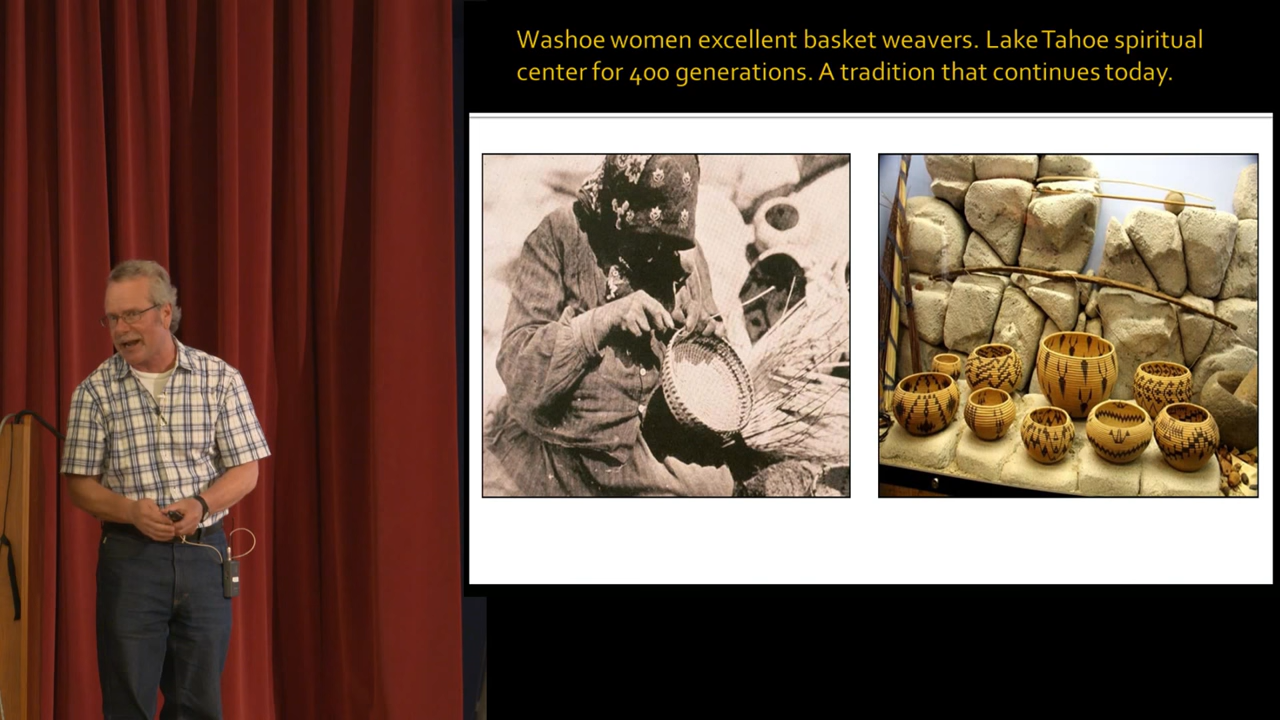 Washoe women excellent basket weavers. Lake Tahoe spiritual
center for 400 generations. A tradition that continues today.